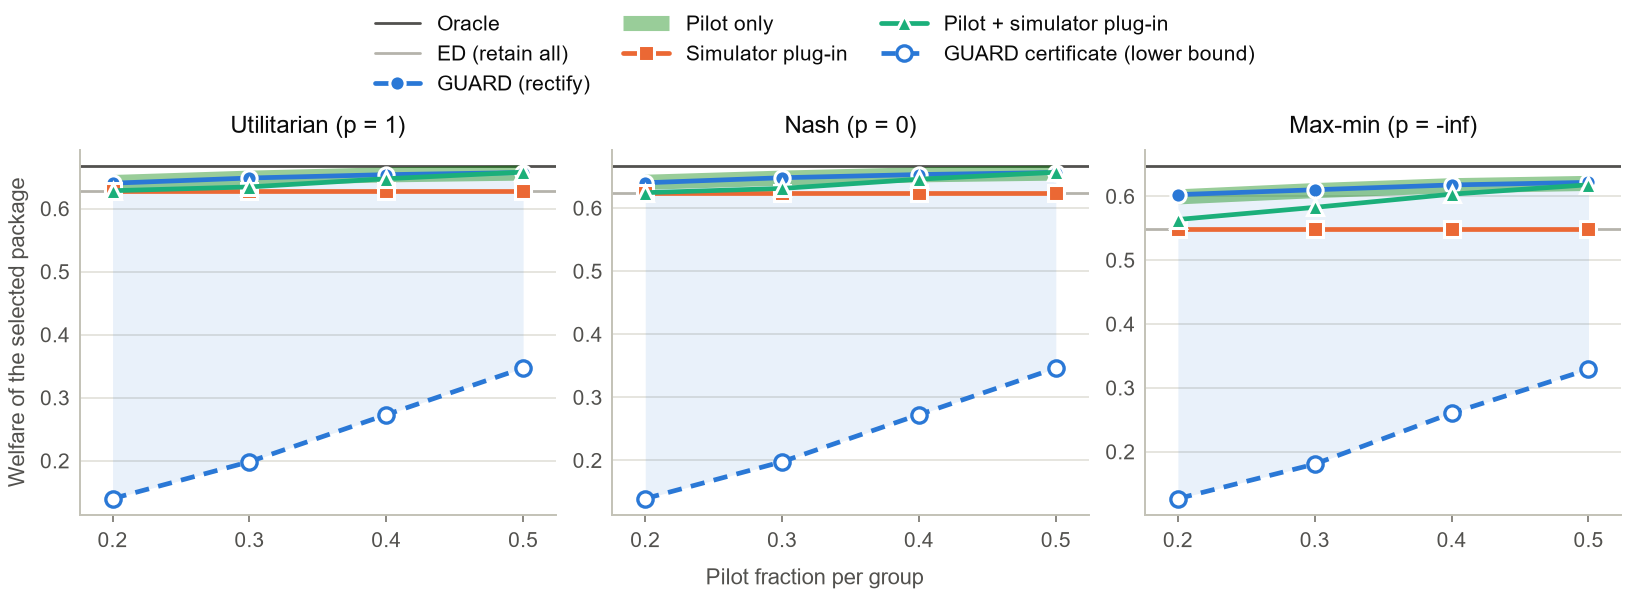 Oracle
ED (retain all)
GUARD (rectify)
Pilot only
Simulator plug-in
Pilot + simulator plug-in
GUARD certificate (lower bound)
Welfare of the selected package
Utilitarian (p = 1)
0.6
0.5
0.4
0.3
0.2
0.2 0.3 0.4 0.5
Nash (p = 0)
0.6
0.5
0.4
0.3
0.2
0.2 0.3 0.4 0.5
Max-min (p = -inf)
0.6
0.5
0.4
0.3
0.2
0.2 0.3 0.4 0.5
Pilot fraction per group